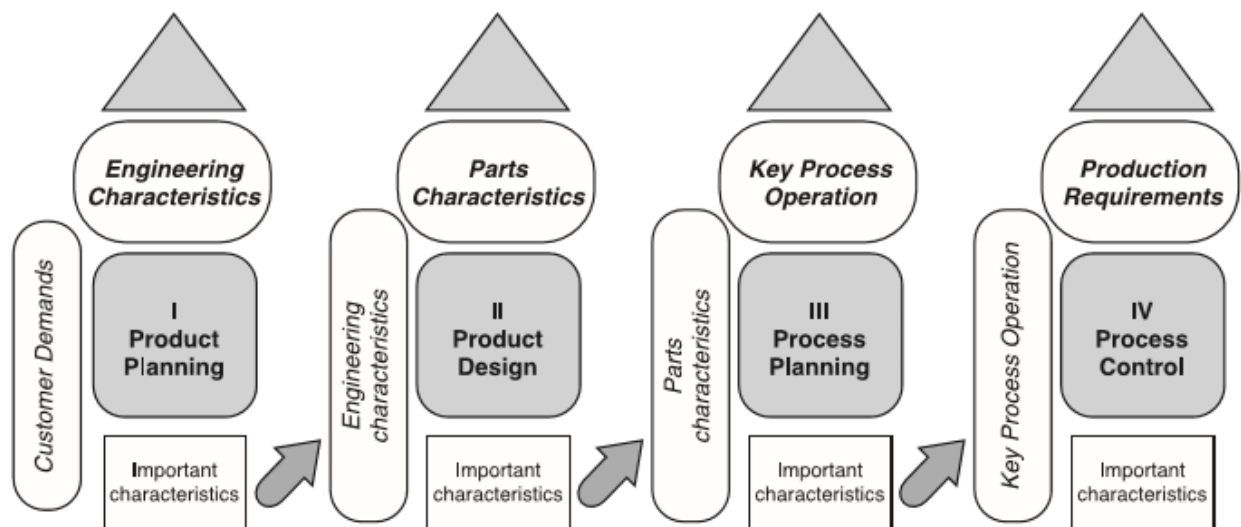 Engineering
Characteristics
Parts
Characteristics
Key Process
Operation
Production
Requirements
Customer Demands
I
Product
Planning
Engineering
characteristics
II
Product
Design
Parts
characteristics
III
Process
Planning
Key Process Operation
IV
Process
Control
Important
characteristics
Important
characteristics
Important
characteristics
Important
characteristics